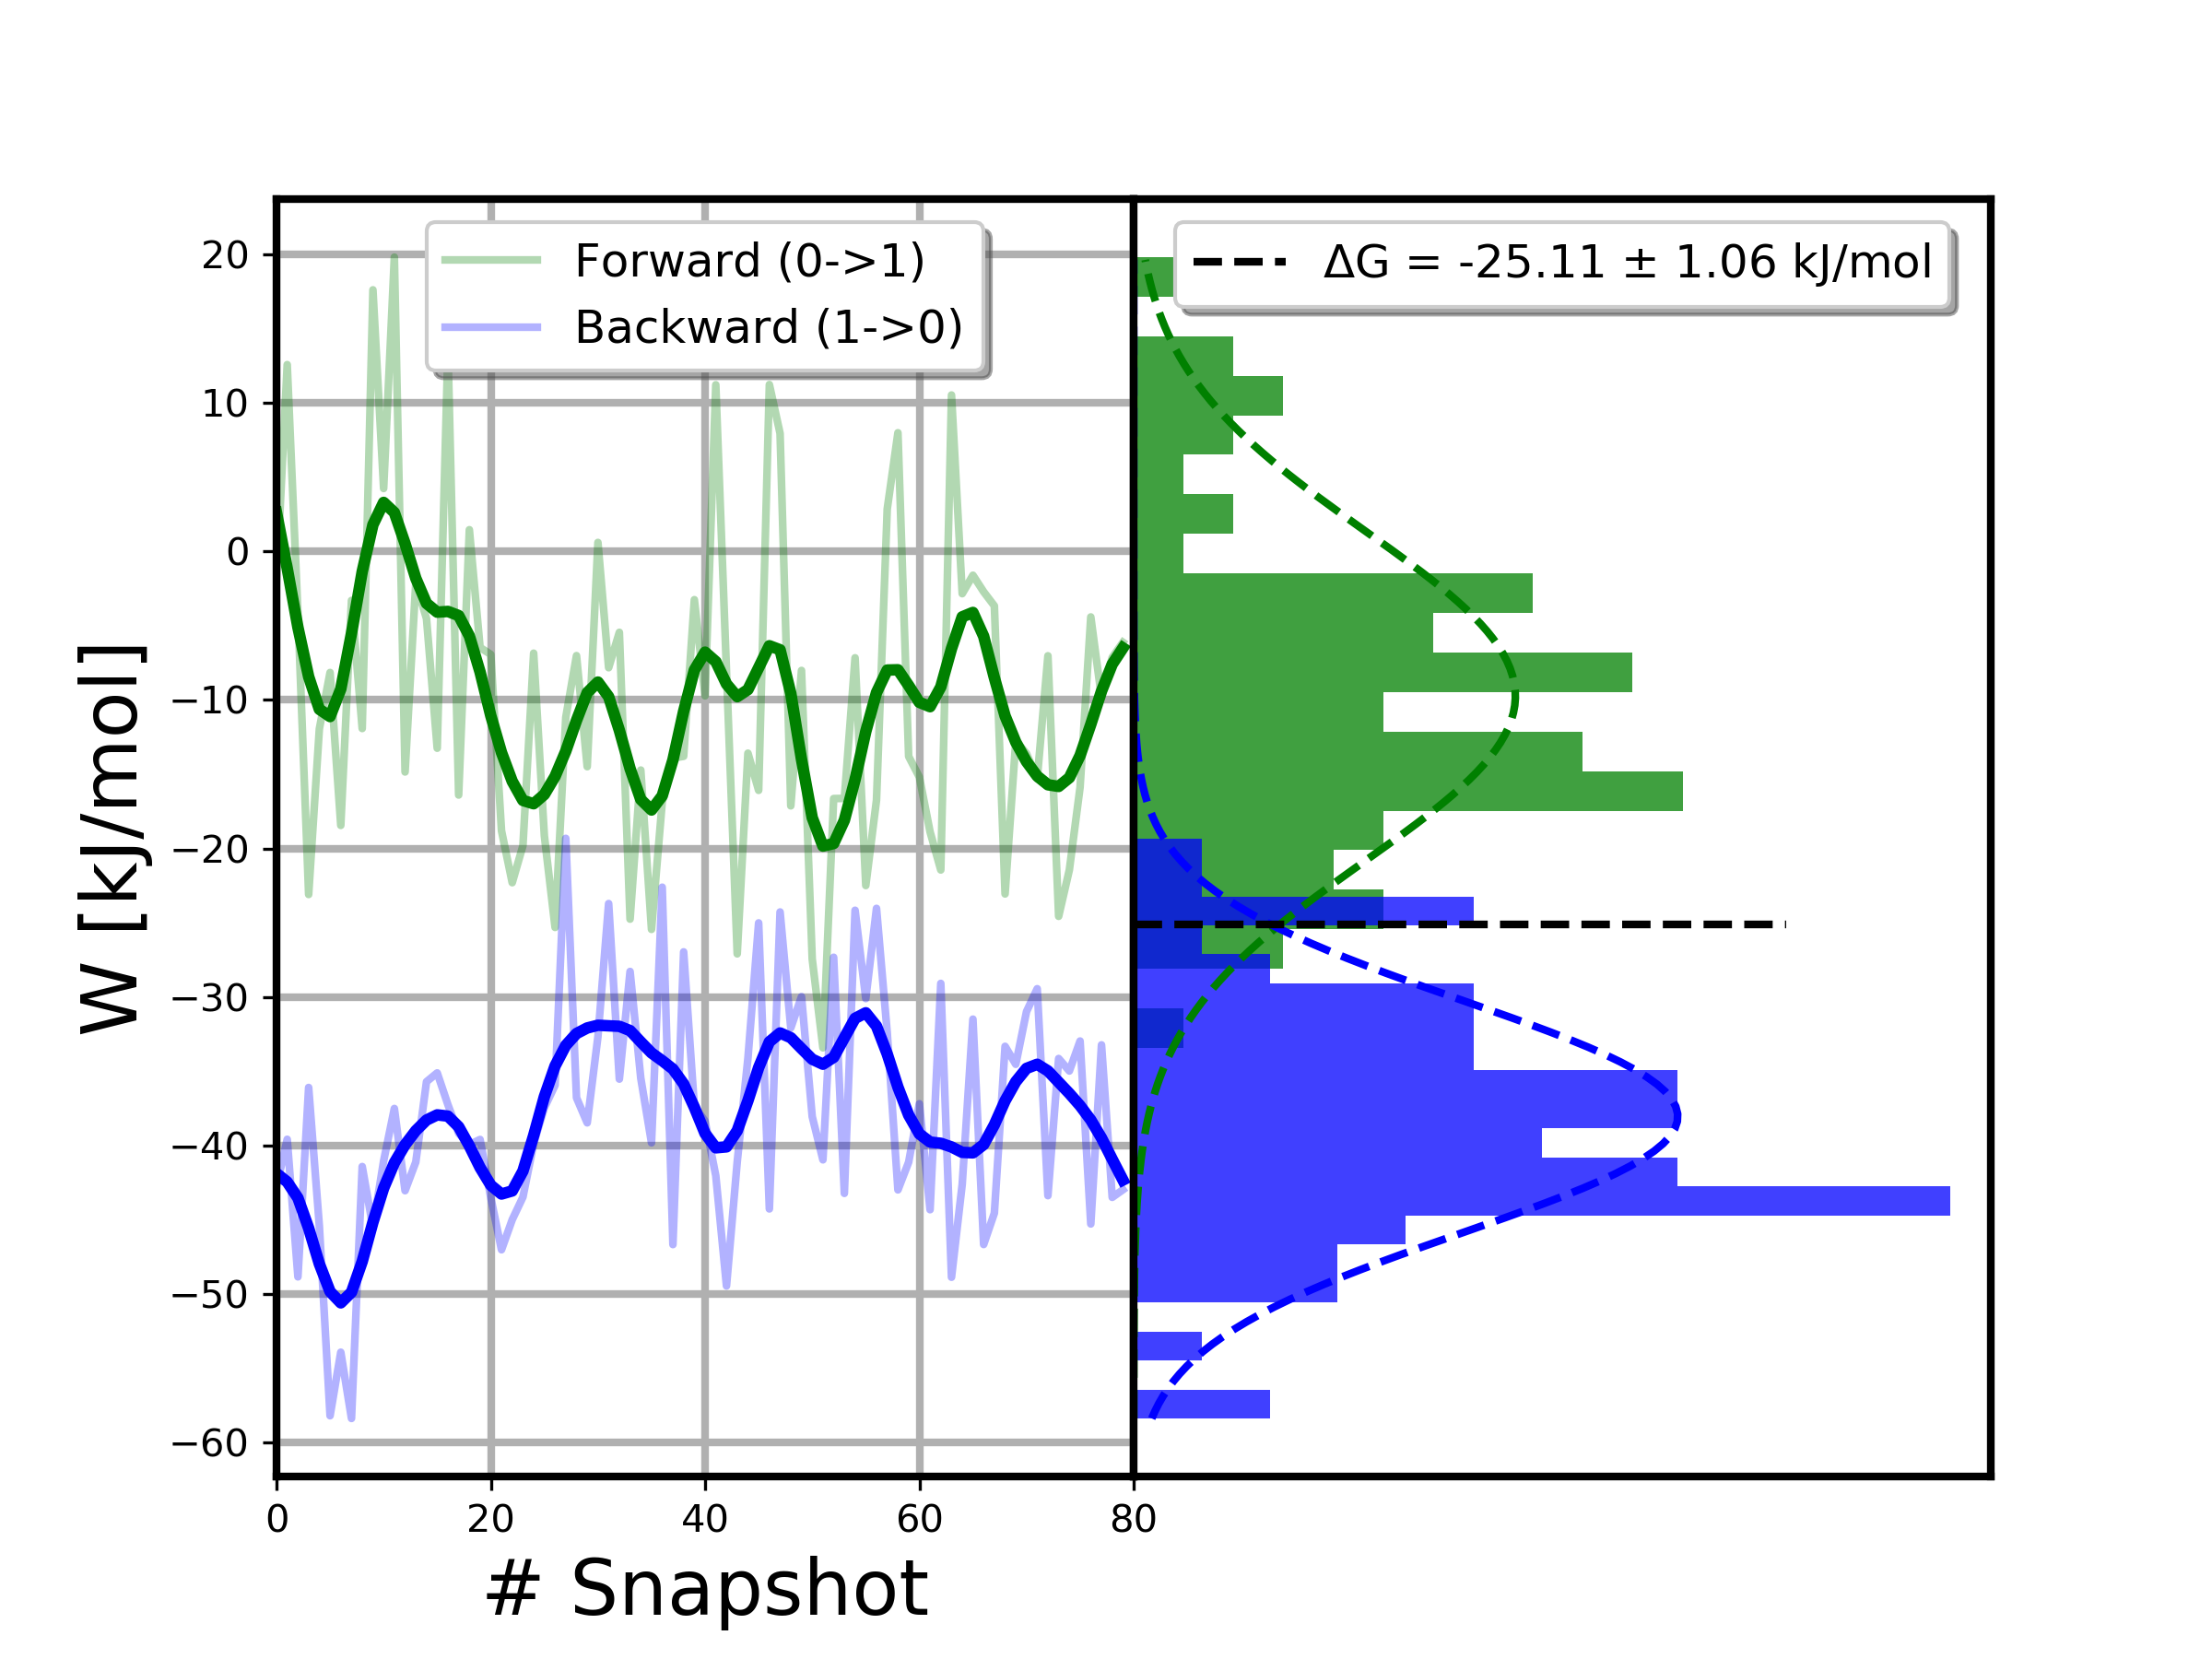 Forward (0->1)
Backward (1->0)
ΔG = -25.11 ± 1.06 kJ/mol
W [kJ/mol]
20
10
0
−10
−20
−30
−40
−50
−60
0 20 40 60 80
# Snapshot